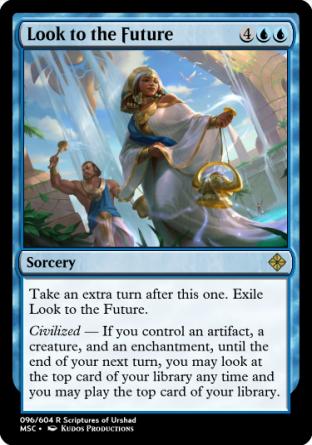 Look to the Future 4
Sorcery
Take an extra turn after this one. Exile
Look to the Future.
Civilized — If you control an artifact, a
creature, and an enchantment, until the
end of your next turn, you may look at
the top card of your library any time and
you may play the top card of your library.
096/604 R Scriptures of Urshad
MSC • Kudos Productions